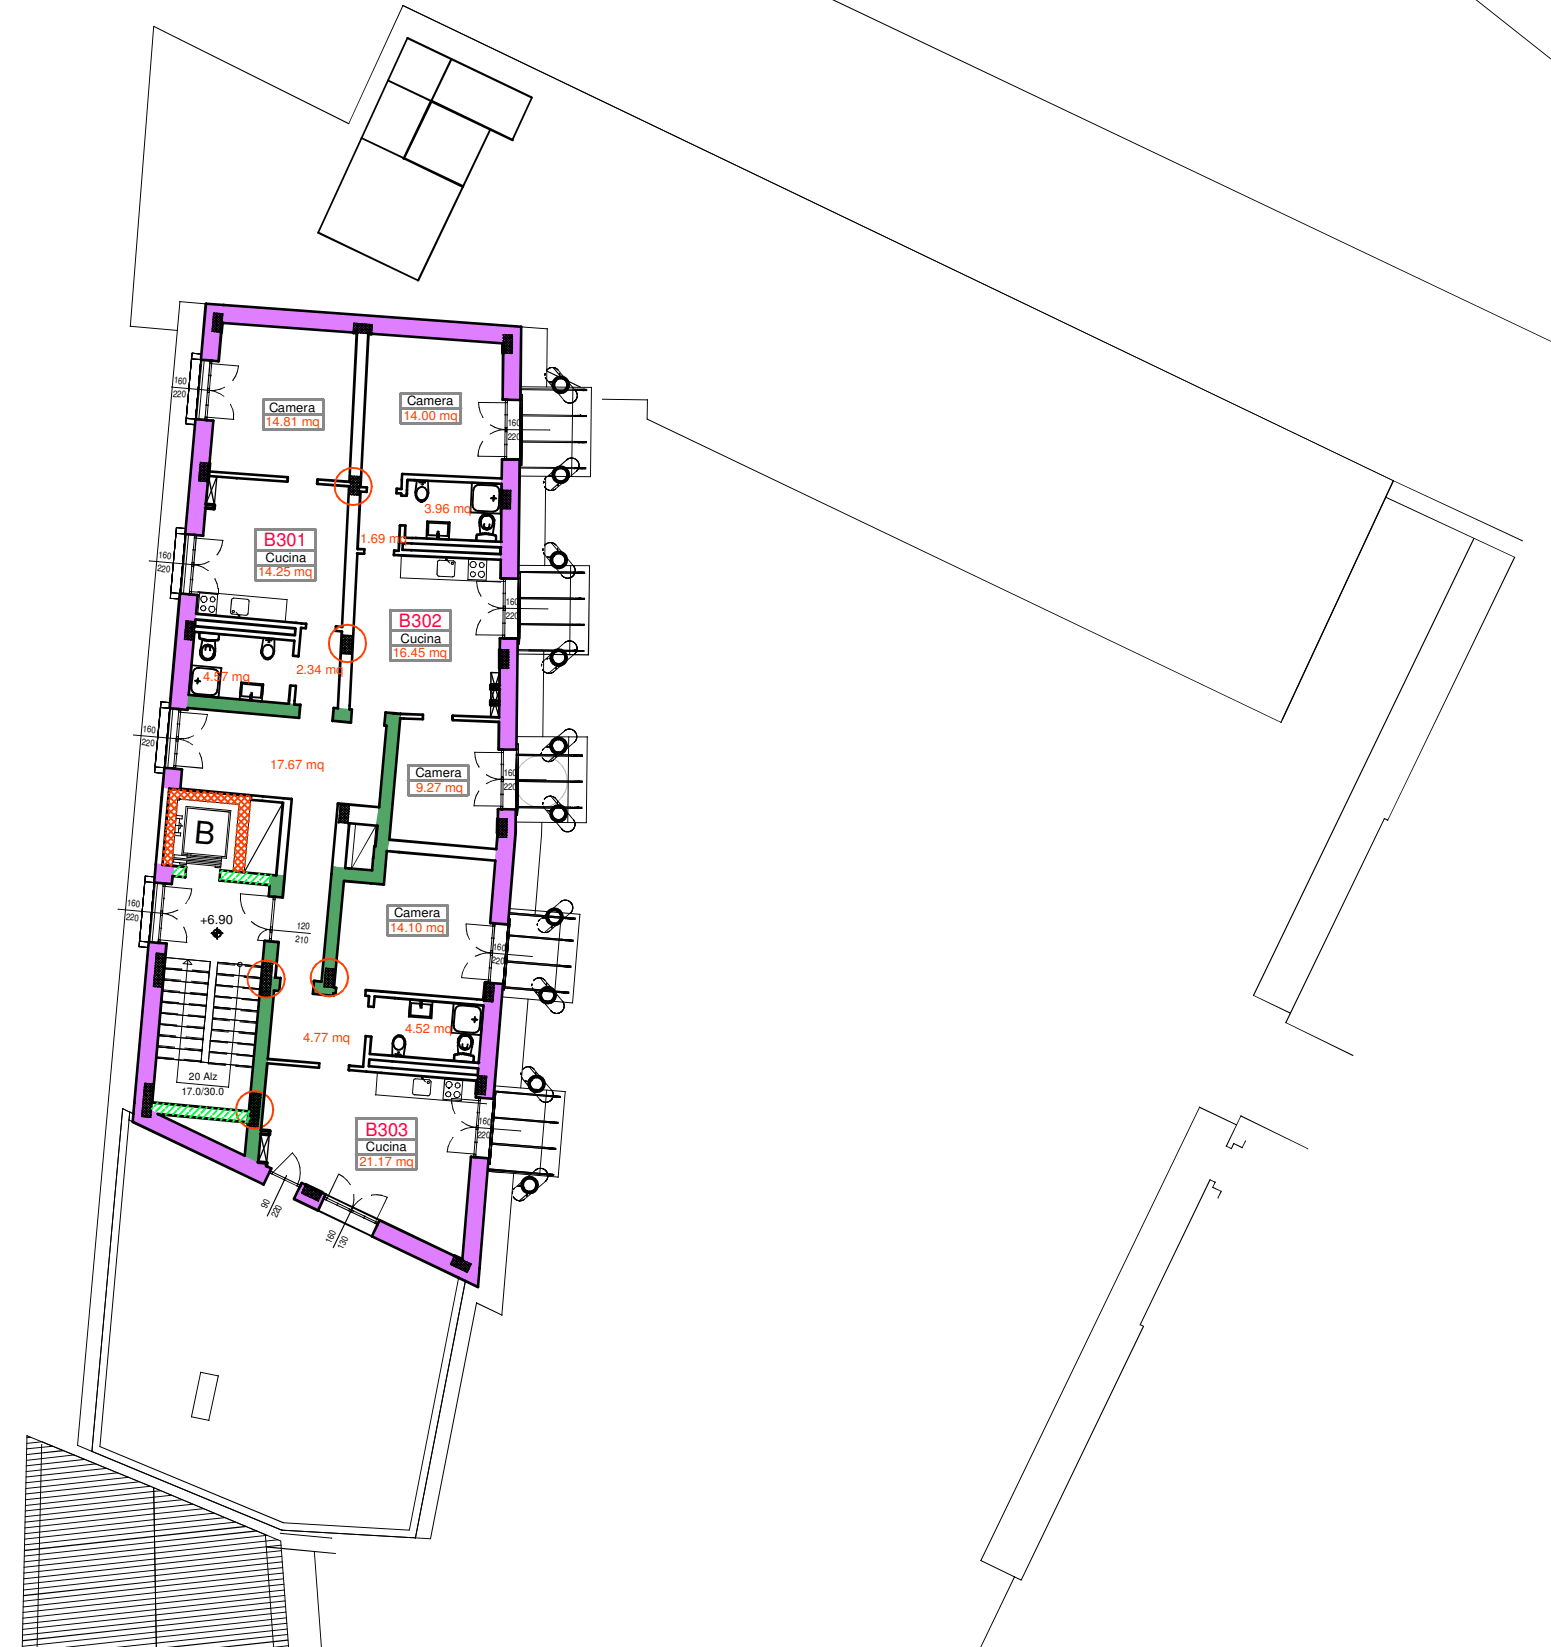 160
220
Camera
14.81 mq
Camera
14.00 mq
160
220
3.96 mq
1.69 mq
B301
Cucina
14.25 mq
160
220
160
220
B302
Cucina
16.45 mq
4.57 mq
2.34 mq
160
220
17.67 mq
Camera
9.27 mq
160
220
B
160
220
+6.90
120
210
Camera
14.10 mq
160
220
4.77 mq
4.52 mq
20 Alz
17.0/30.0
B303
Cucina
21.17 mq
160
220
90
220
160
130